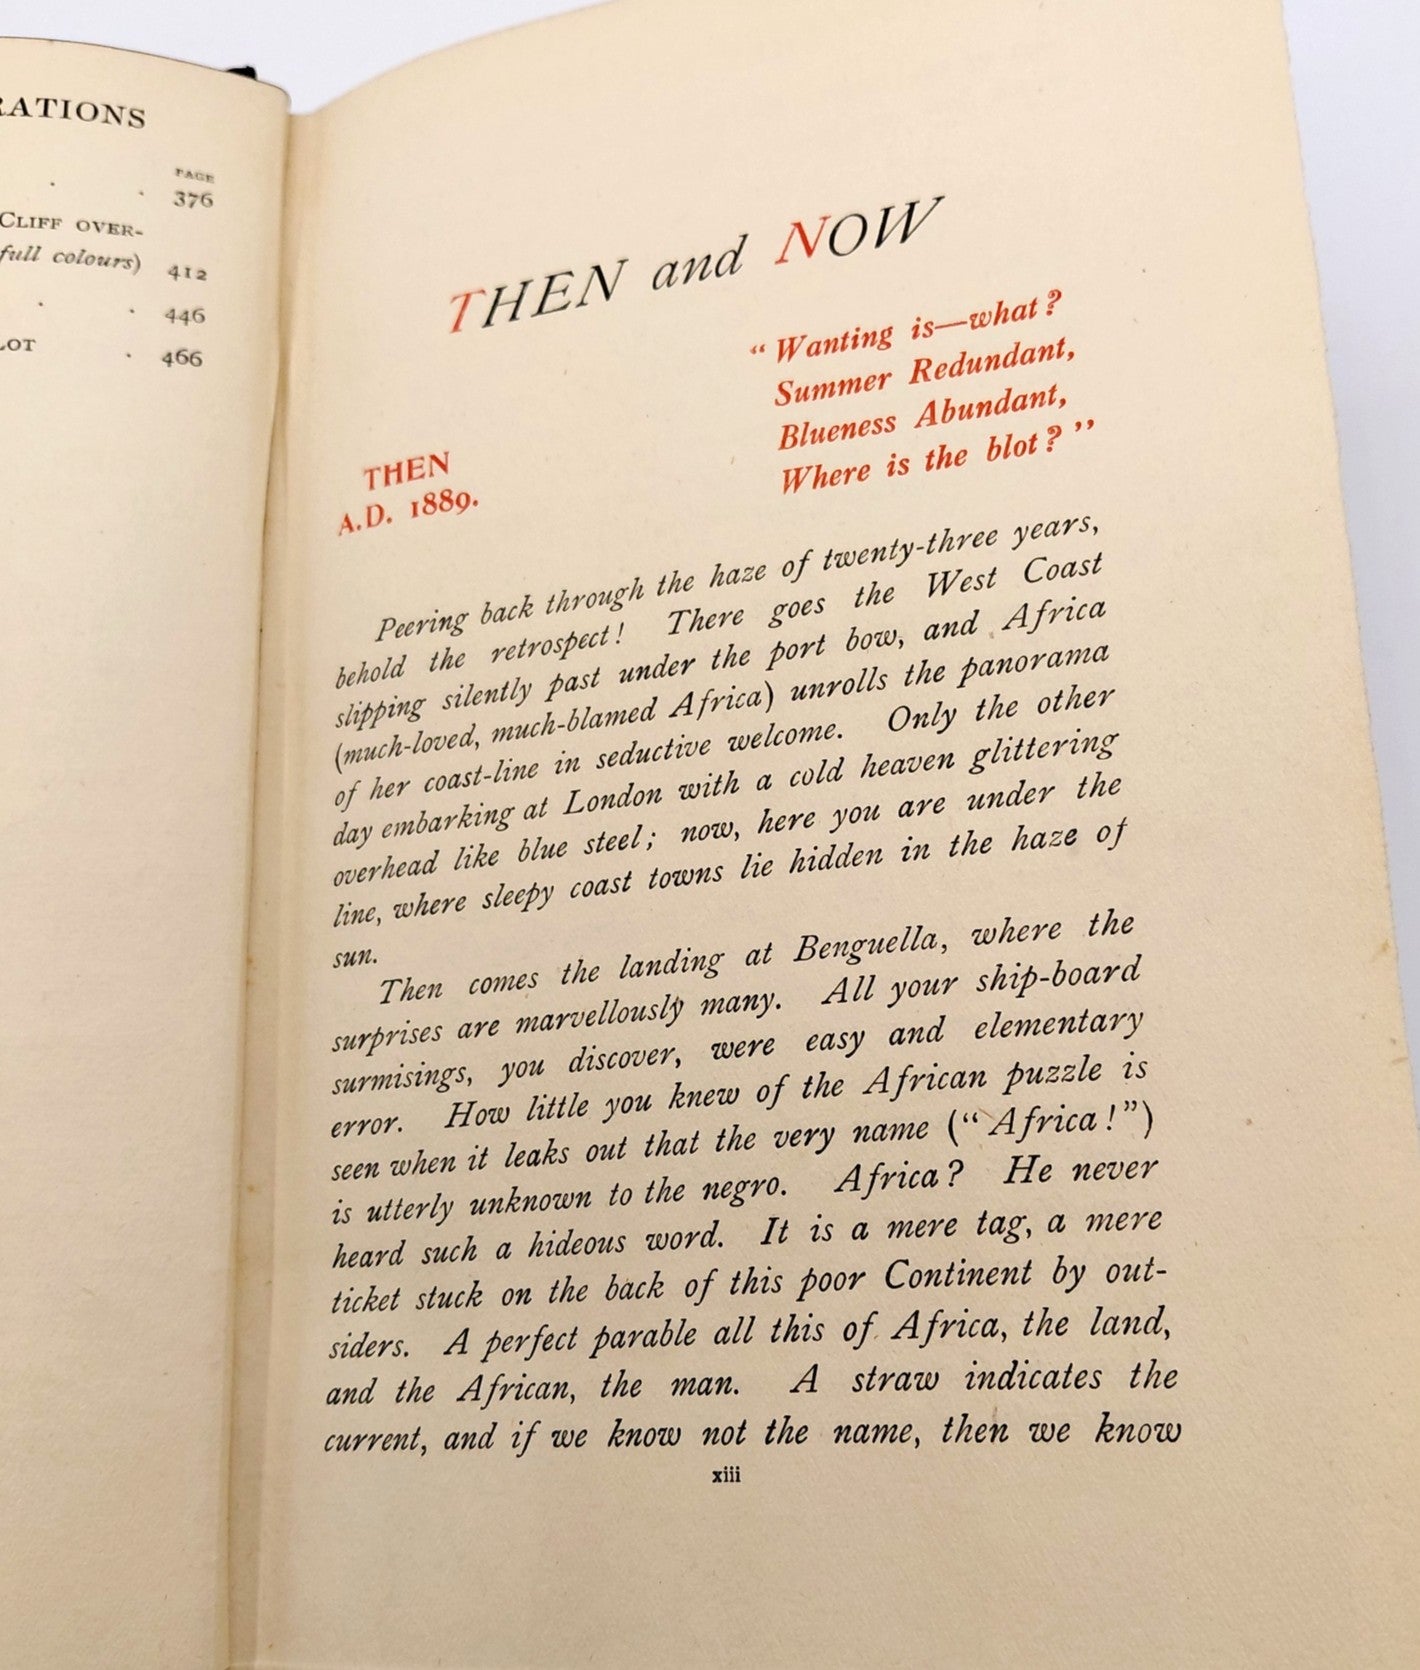 RATIONS
PAGE
. . 376
CLIFF OVER-
full colours) 412
. . 446
LOT . 466
THEN and NOW
“Wanting is—what?
Summer Redundant,
Blueness Abundant,
Where is the blot?”
THEN
A.D. 1889.
Peering back through the haze of twenty-three years,
behold the retrospect! There goes the West Coast
slipping silently past under the port bow, and Africa
(much-loved, much-blamed Africa) unrolls the panorama
of her coast-line in seductive welcome. Only the other
day embarking at London with a cold heaven glittering
overhead like blue steel; now, here you are under the
line, where sleepy coast towns lie hidden in the haze of
sun.
Then comes the landing at Benguella, where the
surprises are marvellously many. All your ship-board
surmisings, you discover, were easy and elementary
error. How little you knew of the African puzzle is
seen when it leaks out that the very name (“Africa!”)
is utterly unknown to the negro. Africa? He never
heard such a hideous word. It is a mere tag, a mere
ticket stuck on the back of this poor Continent by out-
siders. A perfect parable all this of Africa, the land,
and the African, the man. A straw indicates the
current, and if we know not the name, then we know
xiii